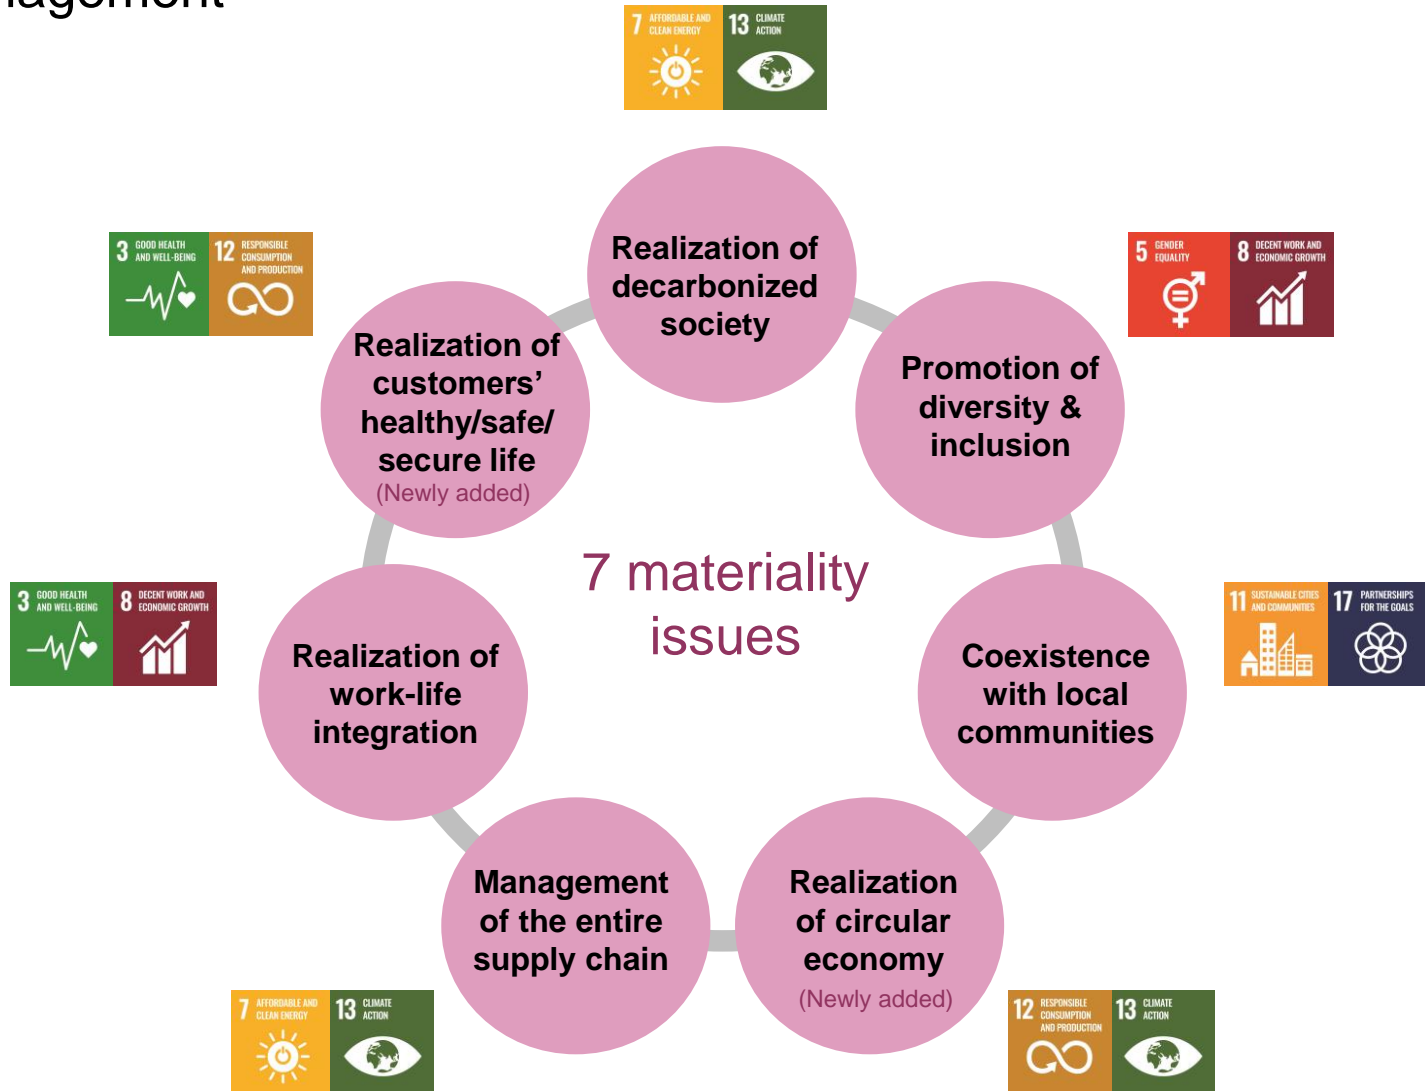 nagement
7 AFFORDABLE AND
CLEAN ENERGY
13 CLIMATE
ACTION
Realization of
decarbonized
society
3 GOOD HEALTH
AND WELL-BEING
12 RESPONSIBLE
CONSUMPTION
AND PRODUCTION
5 GENDER
EQUALITY
8 DECENT WORK AND
ECONOMIC GROWTH
Realization of
customers’
healthy/safe/
secure life
(Newly added)
Promotion of
diversity &
inclusion
7 materiality
issues
3 GOOD HEALTH
AND WELL-BEING
8 DECENT WORK AND
ECONOMIC GROWTH
Realization of
work-life
integration
Coexistence
with local
communities
11 SUSTAINABLE CITIES
AND COMMUNITIES
17 PARTNERSHIPS
FOR THE GOALS
Management
of the entire
supply chain
Realization
of circular
economy
(Newly added)
7 AFFORDABLE AND
CLEAN ENERGY
13 CLIMATE
ACTION
12 RESPONSIBLE
CONSUMPTION
AND PRODUCTION
13 CLIMATE
ACTION